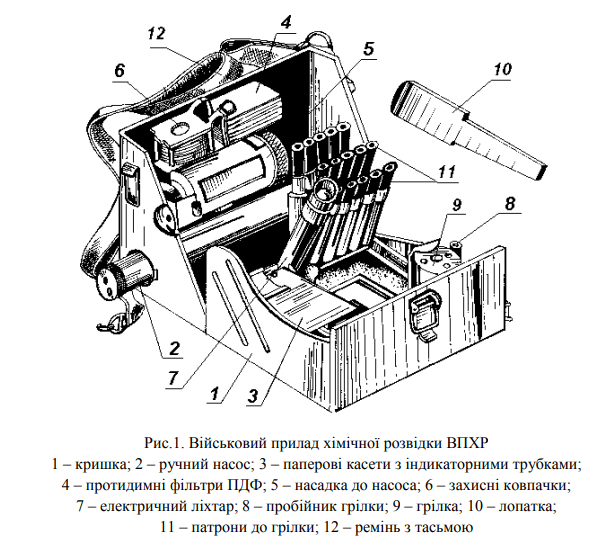 12
4
5
6
10
11
9
8
2
7
1
3
Рис.1. Військовий прилад хімічної розвідки ВПХР
1 – кришка; 2 – ручний насос; 3 – паперові касети з індикаторними трубками;
4 – протидимні фільтри ПДФ; 5 – насадка до насоса; 6 – захисні ковпачки;
7 – електричний ліхтар; 8 – пробійник грілки; 9 – грілка; 10 – лопатка;
11 – патрони до грілки; 12 – ремінь з тасьмою